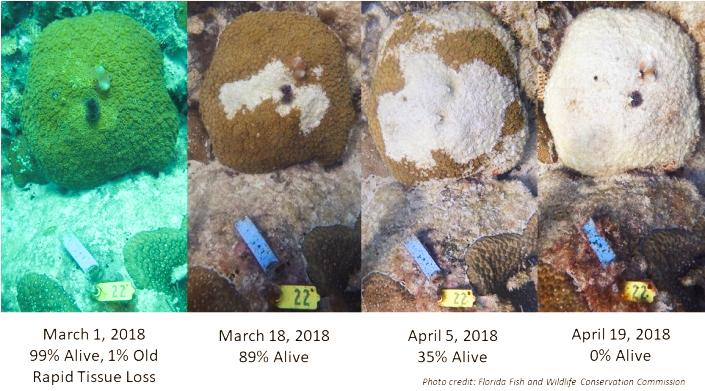 22
22
22
22
March 1, 2018
99% Alive, 1% Old
Rapid Tissue Loss
March 18, 2018
89% Alive
April 5, 2018
35% Alive
April 19, 2018
0% Alive
Photo credit: Florida Fish and Wildlife Conservation Commission